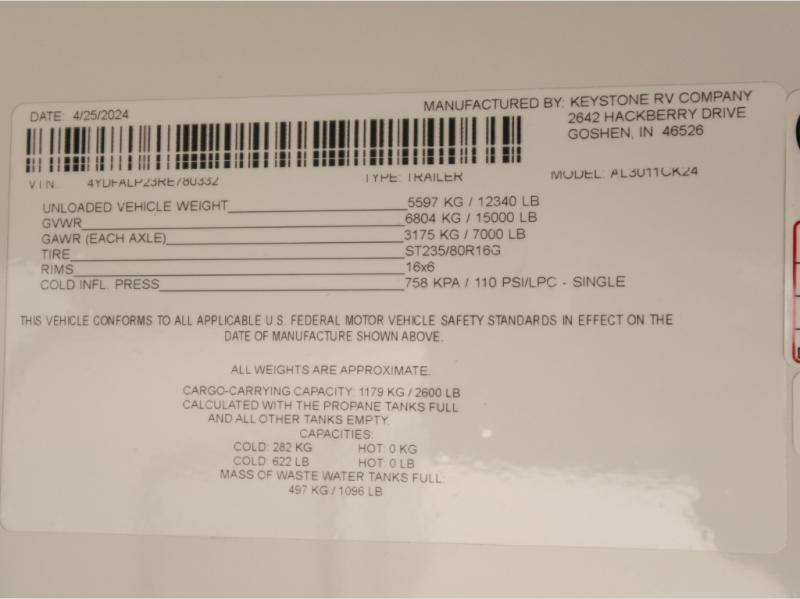 DATE: 4/25/2024
MANUFACTURED BY: KEYSTONE RV COMPANY
2642 HACKBERRY DRIVE
GOSHEN, IN 46526
V.I.N. 4YDFALP23RE780332 TYPE: TRAILER MODEL: AL3011CK24
UNLOADED VEHICLE WEIGHT 5597 KG / 12340 LB
GVWR 6804 KG / 15000 LB
GAWR (EACH AXLE) 3175 KG / 7000 LB
TIRE ST235/80R16G
RIMS 16x6
COLD INFL. PRESS 758 KPA / 110 PSI/LPC - SINGLE
THIS VEHICLE CONFORMS TO ALL APPLICABLE U.S. FEDERAL MOTOR VEHICLE SAFETY STANDARDS IN EFFECT ON THE
DATE OF MANUFACTURE SHOWN ABOVE.
ALL WEIGHTS ARE APPROXIMATE.
CARGO-CARRYING CAPACITY: 1179 KG / 2600 LB
CALCULATED WITH THE PROPANE TANKS FULL
AND ALL OTHER TANKS EMPTY.
CAPACITIES:
COLD: 282 KG HOT: 0 KG
COLD: 622 LB HOT: 0 LB
MASS OF WASTE WATER TANKS FULL:
497 KG / 1096 LB